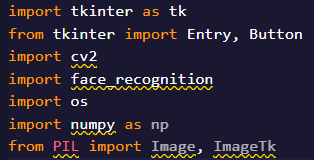 import tkinter as tk
from tkinter import Entry, Button
import cv2
import face_recognition
import os
import numpy as np
from PIL import Image, ImageTk